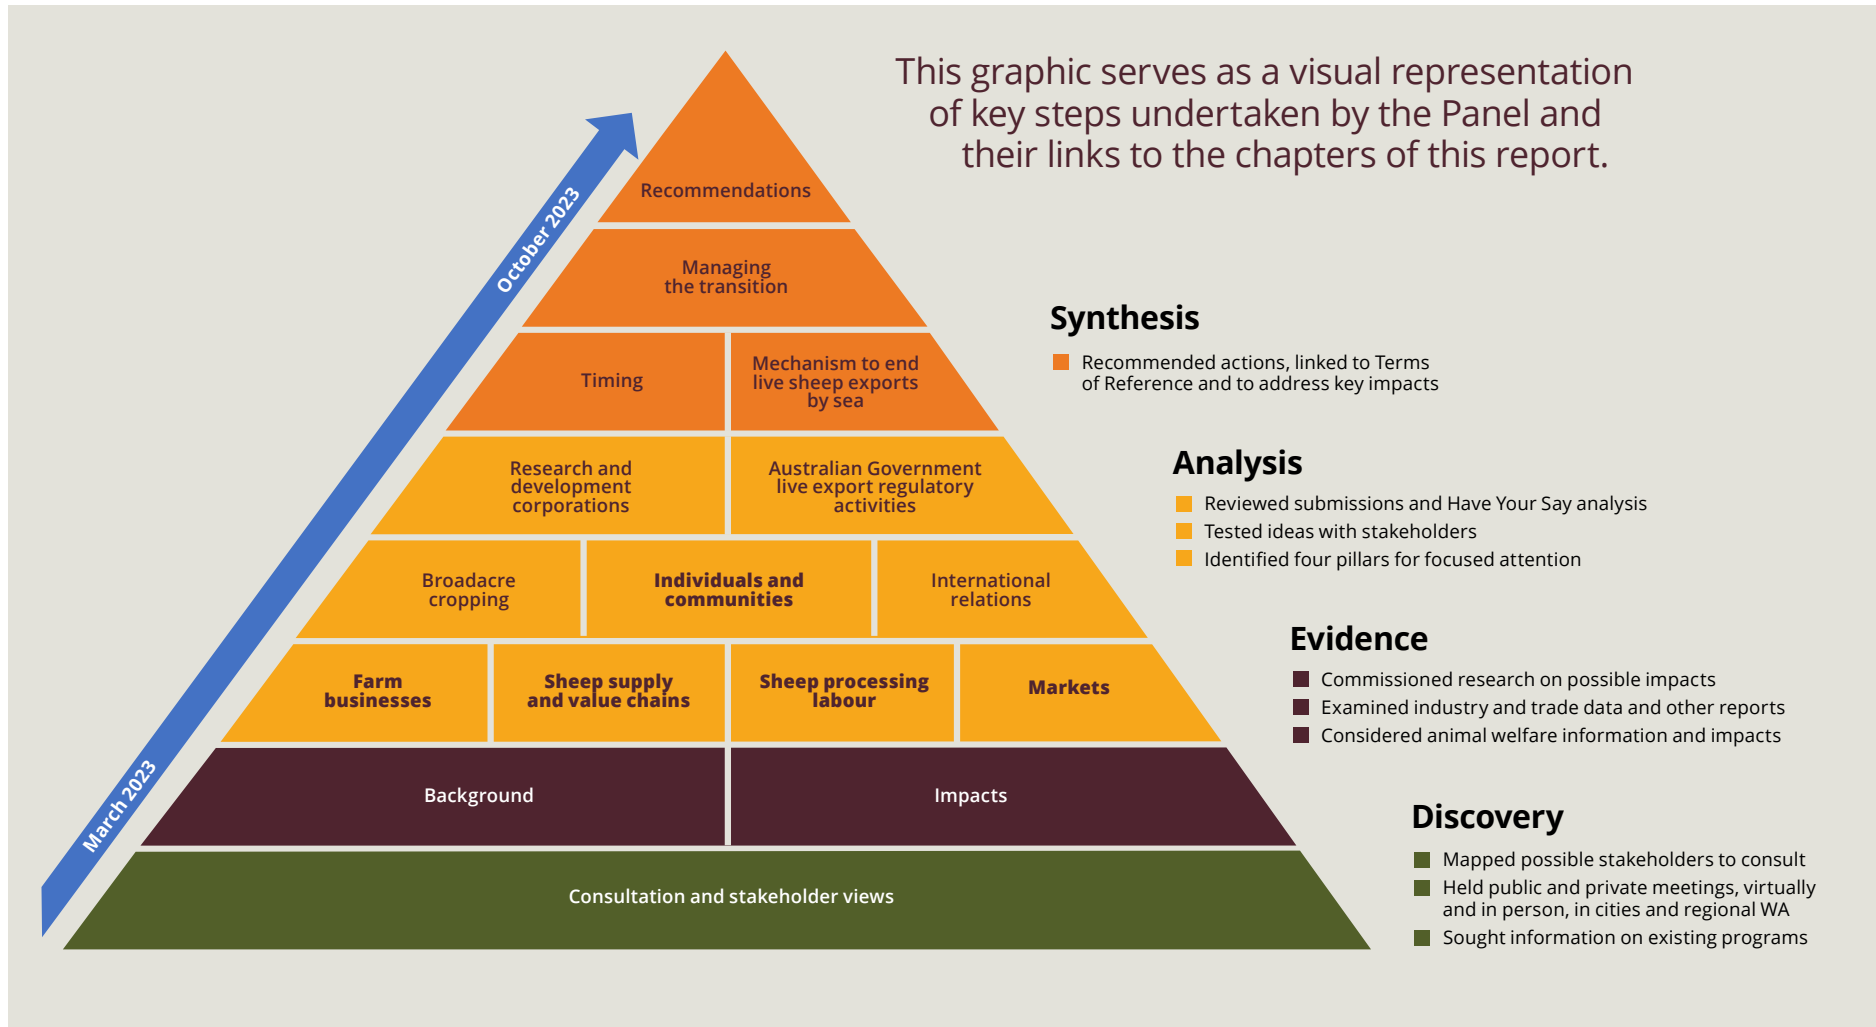 This graphic serves as a visual representation
of key steps undertaken by the Panel and
their links to the chapters of this report.
October 2023
March 2023
Recommendations
Managing
the transition
Timing
Mechanism to end
live sheep exports
by sea
Research and
development
corporations
Australian Government
live export regulatory
activities
Broadacre
cropping
Individuals and
communities
International
relations
Farm
businesses
Sheep supply
and value chains
Sheep processing
labour
Markets
Background
Impacts
Consultation and stakeholder views
Synthesis
Recommended actions, linked to Terms
of Reference and to address key impacts
Analysis
Reviewed submissions and Have Your Say analysis
Tested ideas with stakeholders
Identified four pillars for focused attention
Evidence
Commissioned research on possible impacts
Examined industry and trade data and other reports
Considered animal welfare information and impacts
Discovery
Mapped possible stakeholders to consult
Held public and private meetings, virtually
and in person, in cities and regional WA
Sought information on existing programs